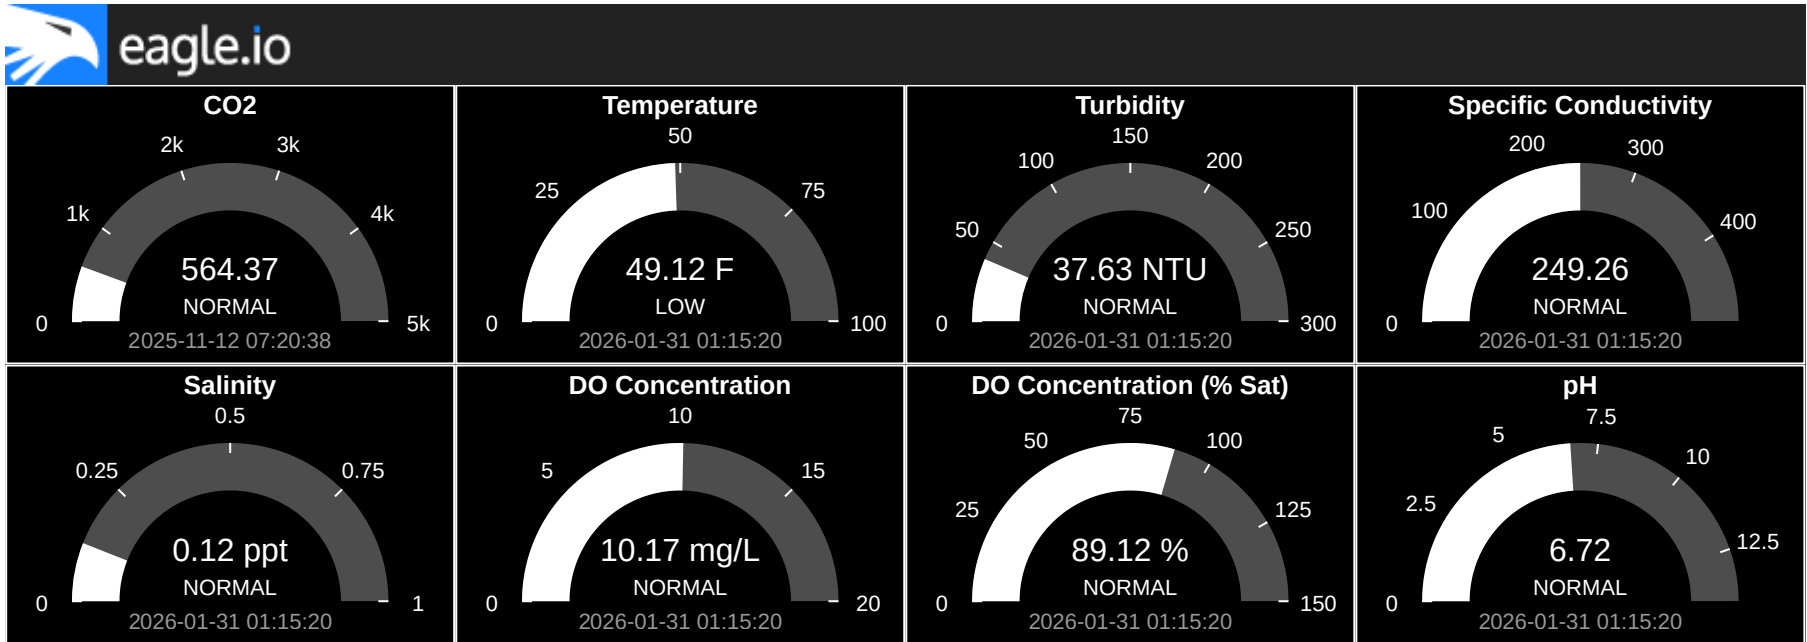 eagle.io
CO2
2k
3k
1k
4k
0
5k
564.37
NORMAL
2025-11-12 07:20:38
Temperature
50
25
75
0
100
49.12 F
LOW
2026-01-31 01:15:20
Turbidity
150
100
200
50
250
0
300
37.63 NTU
NORMAL
2026-01-31 01:15:20
Specific Conductivity
200
300
100
400
0
249.26
NORMAL
2026-01-31 01:15:20
Salinity
0.5
0.25
0.75
0
1
0.12 ppt
NORMAL
2026-01-31 01:15:20
DO Concentration
10
5
15
0
20
10.17 mg/L
NORMAL
2026-01-31 01:15:20
DO Concentration (% Sat)
75
50
100
25
125
0
150
89.12 %
NORMAL
2026-01-31 01:15:20
pH
7.5
5
10
2.5
12.5
0
6.72
NORMAL
2026-01-31 01:15:20